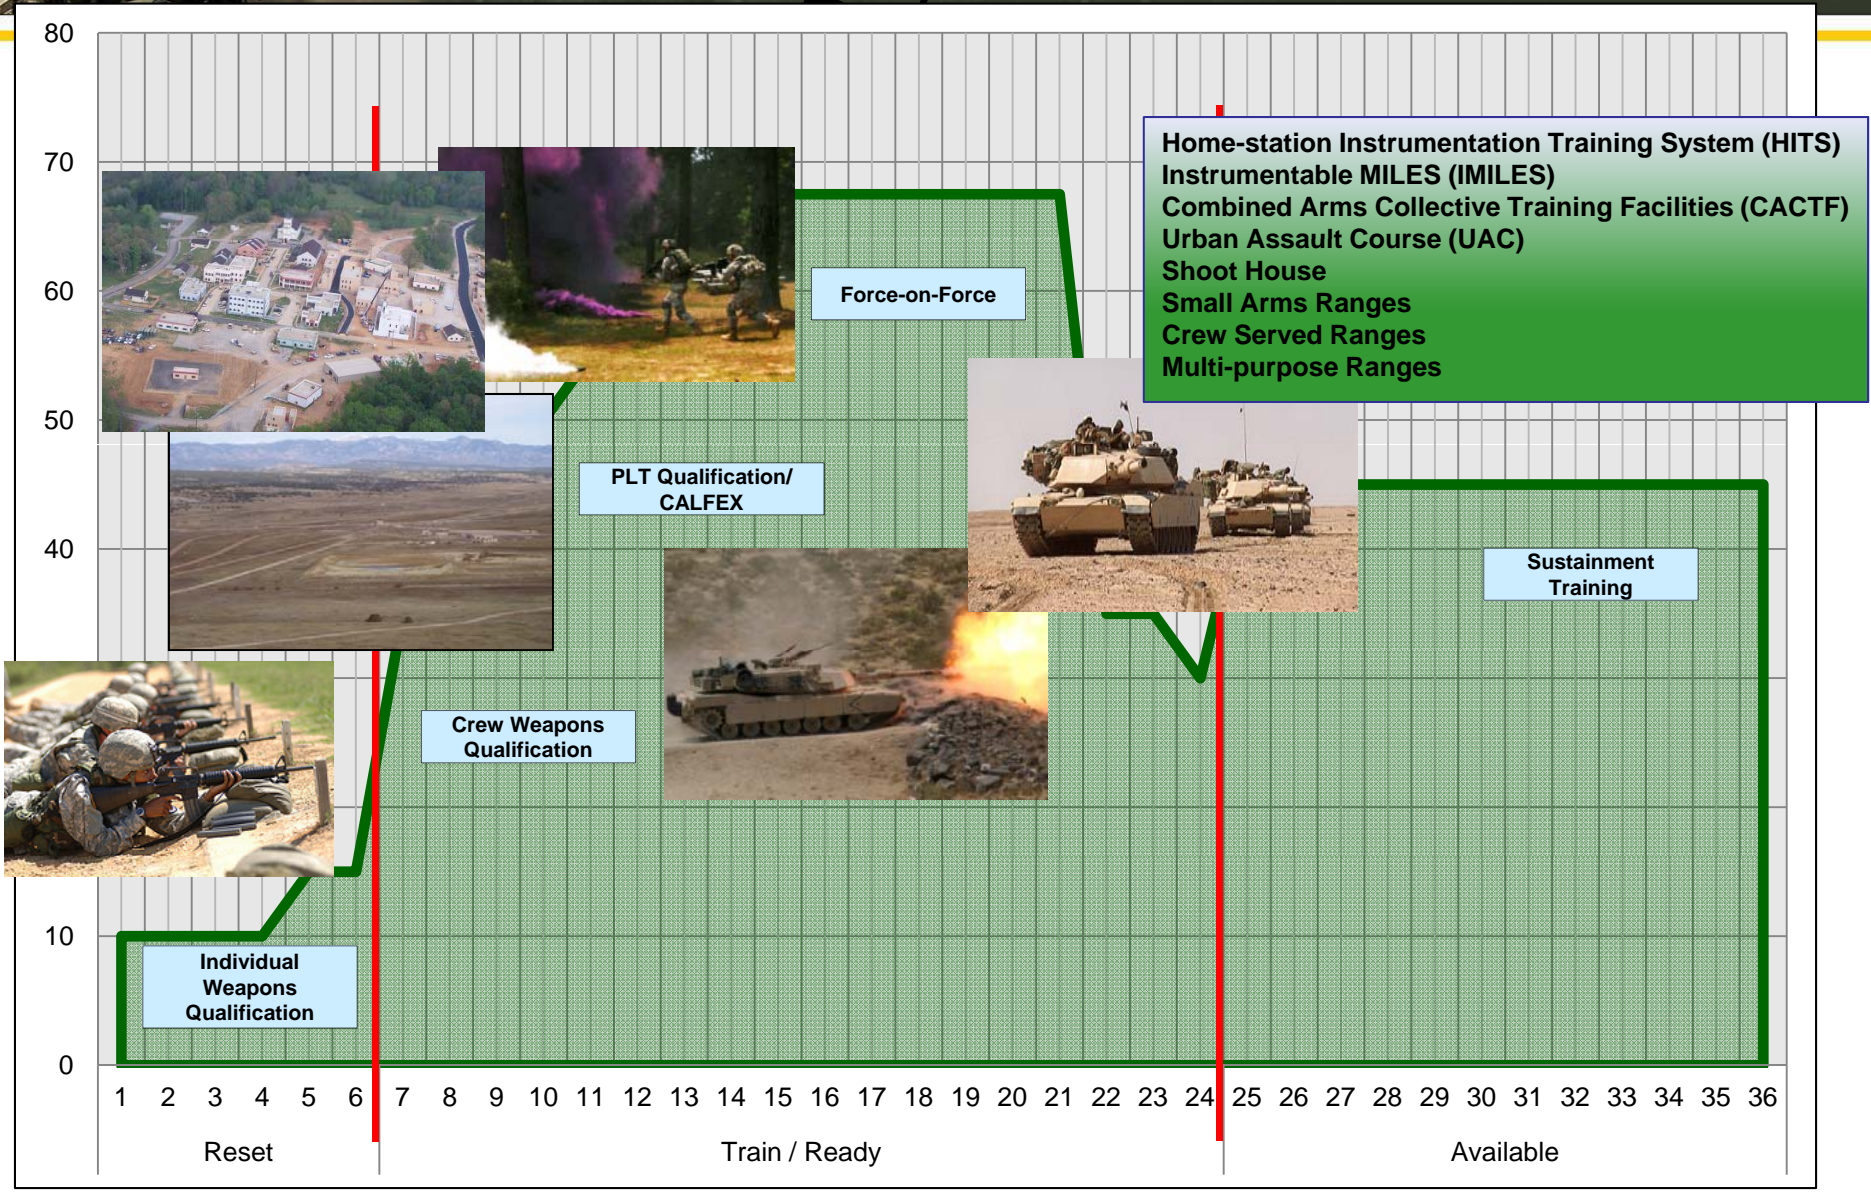 80
70
60
50
40
10
0
Home-station Instrumentation Training System (HITS)
Instrumentable MILES (IMILES)
Combined Arms Collective Training Facilities (CACTF)
Urban Assault Course (UAC)
Shoot House
Small Arms Ranges
Crew Served Ranges
Multi-purpose Ranges
Force-on-Force
PLT Qualification/
CALFEX
Sustainment
Training
Crew Weapons
Qualification
Individual
Weapons
Qualification
1 2 3 4 5 6 7 8 9 10 11 12 13 14 15 16 17 18 19 20 21 22 23 24 25 26 27 28 29 30 31 32 33 34 35 36
Reset Train / Ready Available